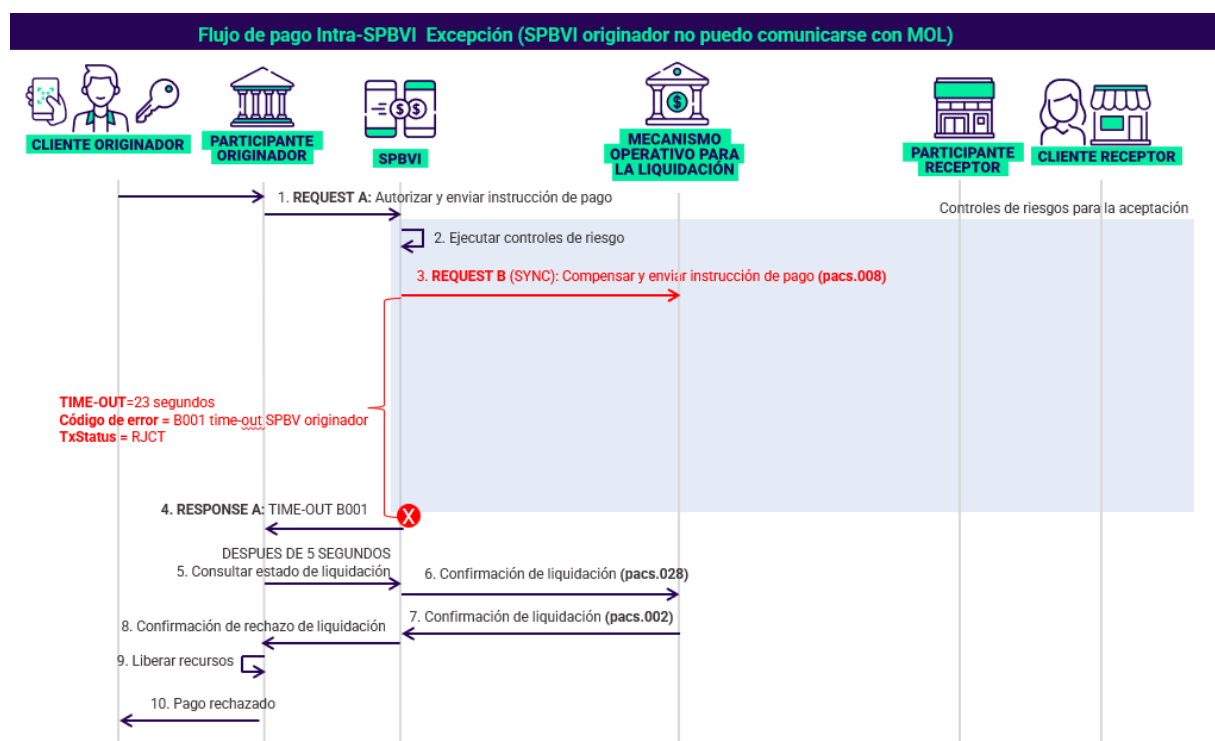 Flujo de pago Intra-SPBVI Excepción (SPBVI originador no puedo comunicarse con MOL)
CLIENTE ORIGINADOR
PARTICIPANTE
ORIGINADOR
SPBVI
MECANISMO
OPERATIVO PARA
LA LIQUIDACIÓN
PARTICIPANTE
RECEPTOR
CLIENTE RECEPTOR
1. REQUEST A: Autorizar y enviar instrucción de pago
Controles de riesgos para la aceptación
2. Ejecutar controles de riesgo
3. REQUEST B (SYNC): Compensar y enviar instrucción de pago (pacs.008)
TIME-OUT=23 segundos
Código de error = B001 time-out SPBV originador
TxStatus = RJCT
4. RESPONSE A: TIME-OUT B001
X
DESPUES DE 5 SEGUNDOS
5. Consultar estado de liquidación
6. Confirmación de liquidación (pacs.028)
7. Confirmación de liquidación (pacs.002)
8. Confirmación de rechazo de liquidación
9. Liberar recursos
10. Pago rechazado